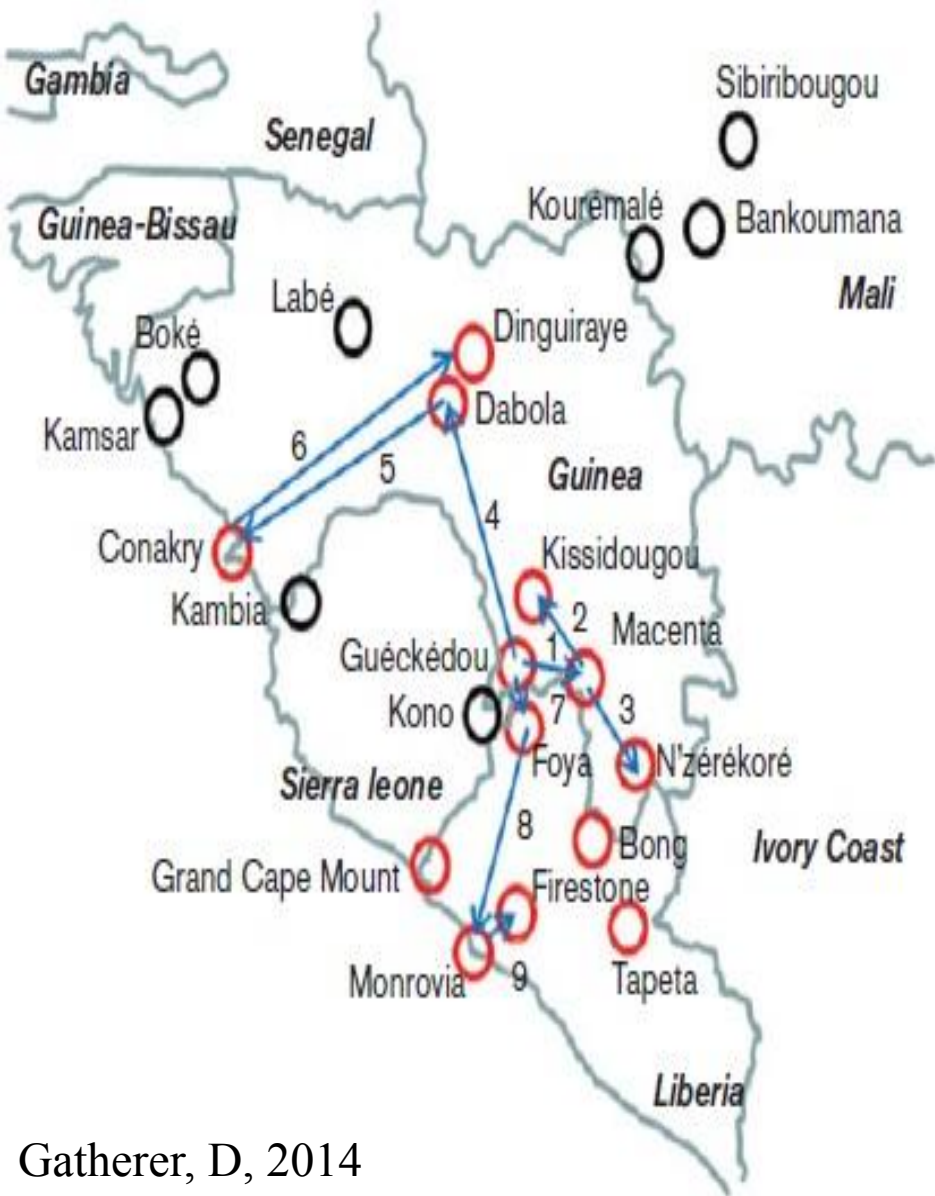 Gambia
Sibiribougou
Senegal
Kourémalé
Bankoumana
Guinea-Bissau
Mali
Labé
Dinguiraye
Boké
Dabola
Kamsar
6
5
Guinea
4
Conakry
Kissidougou
Kambia
2
Macenta
Guéckédou
1
Kono
7
3
Foya
N'zérékoré
Sierra leone
8
Bong
Ivory Coast
Grand Cape Mount
Firestone
Monrovia
9
Tapeta
Liberia
Gatherer, D, 2014